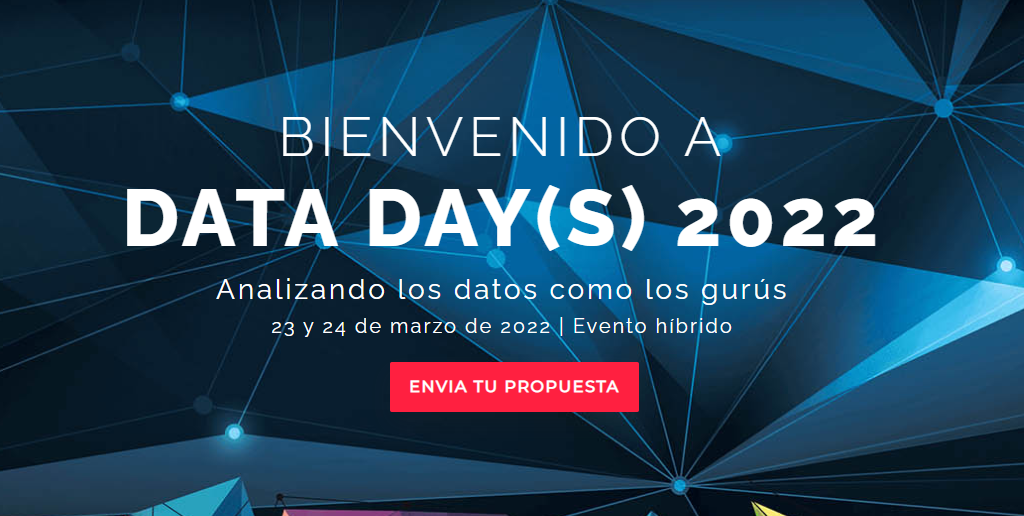 BIENVENIDO A
DATA DAY(S) 2022
Analizando los datos como los gurús
23 y 24 de marzo de 2022 | Evento híbrido
ENVIA TU PROPUESTA